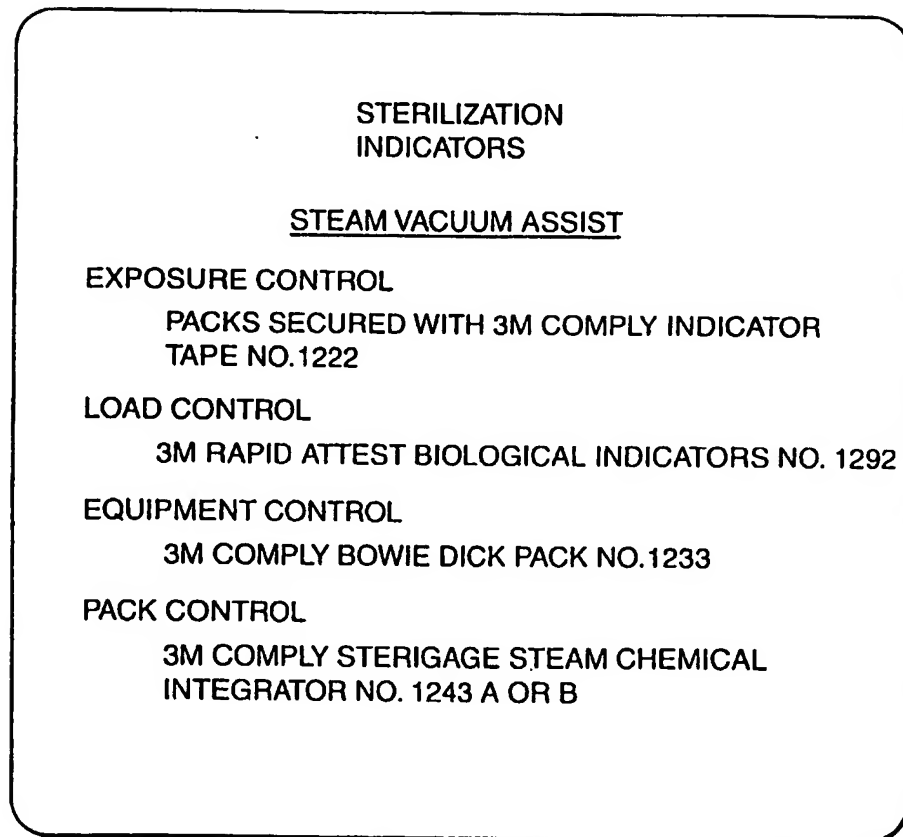 STERILIZATION
INDICATORS
STEAM VACUUM ASSIST
EXPOSURE CONTROL
PACKS SECURED WITH 3M COMPLY INDICATOR
TAPE NO.1222
LOAD CONTROL
3M RAPID ATTEST BIOLOGICAL INDICATORS NO. 1292
EQUIPMENT CONTROL
3M COMPLY BOWIE DICK PACK NO.1233
PACK CONTROL
3M COMPLY STERIGAGE STEAM CHEMICAL
INTEGRATOR NO. 1243 A OR B